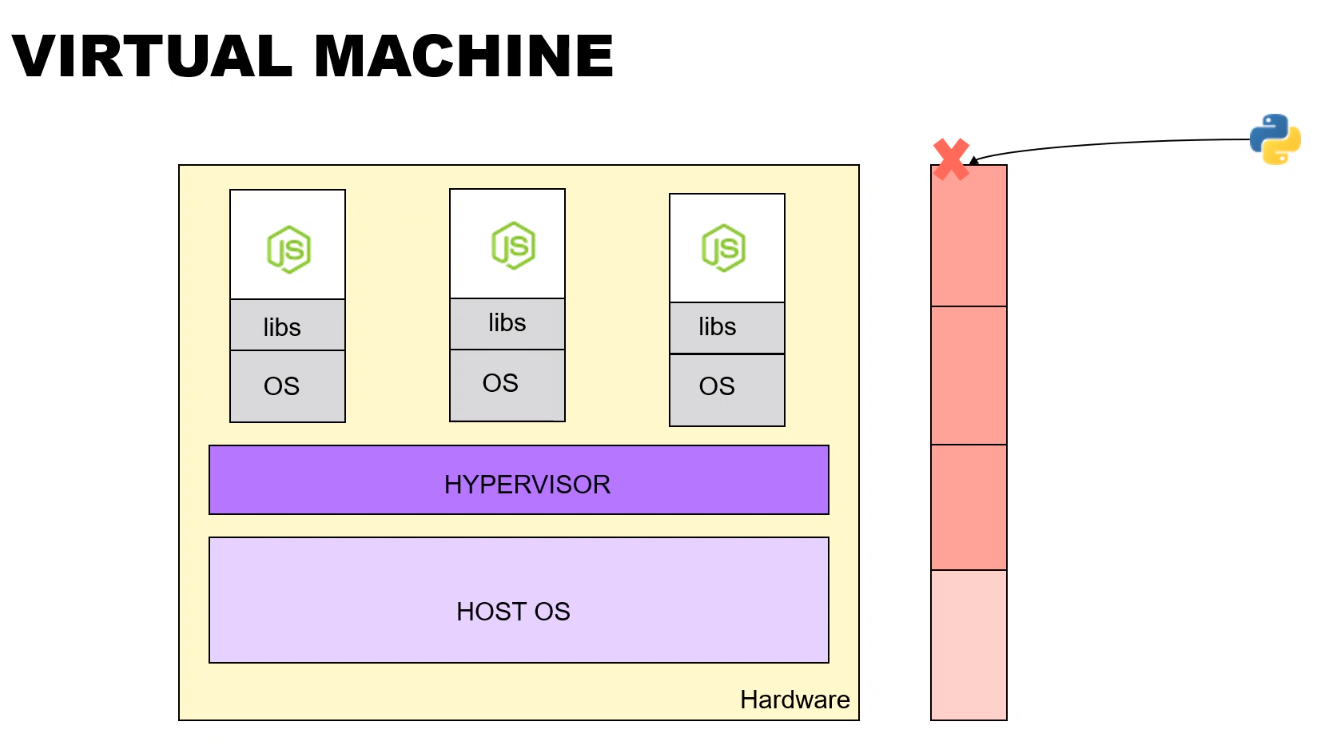 VIRTUAL MACHINE
JS
JS
JS
libs
libs
libs
OS
OS
OS
HYPERVISOR
HOST OS
Hardware